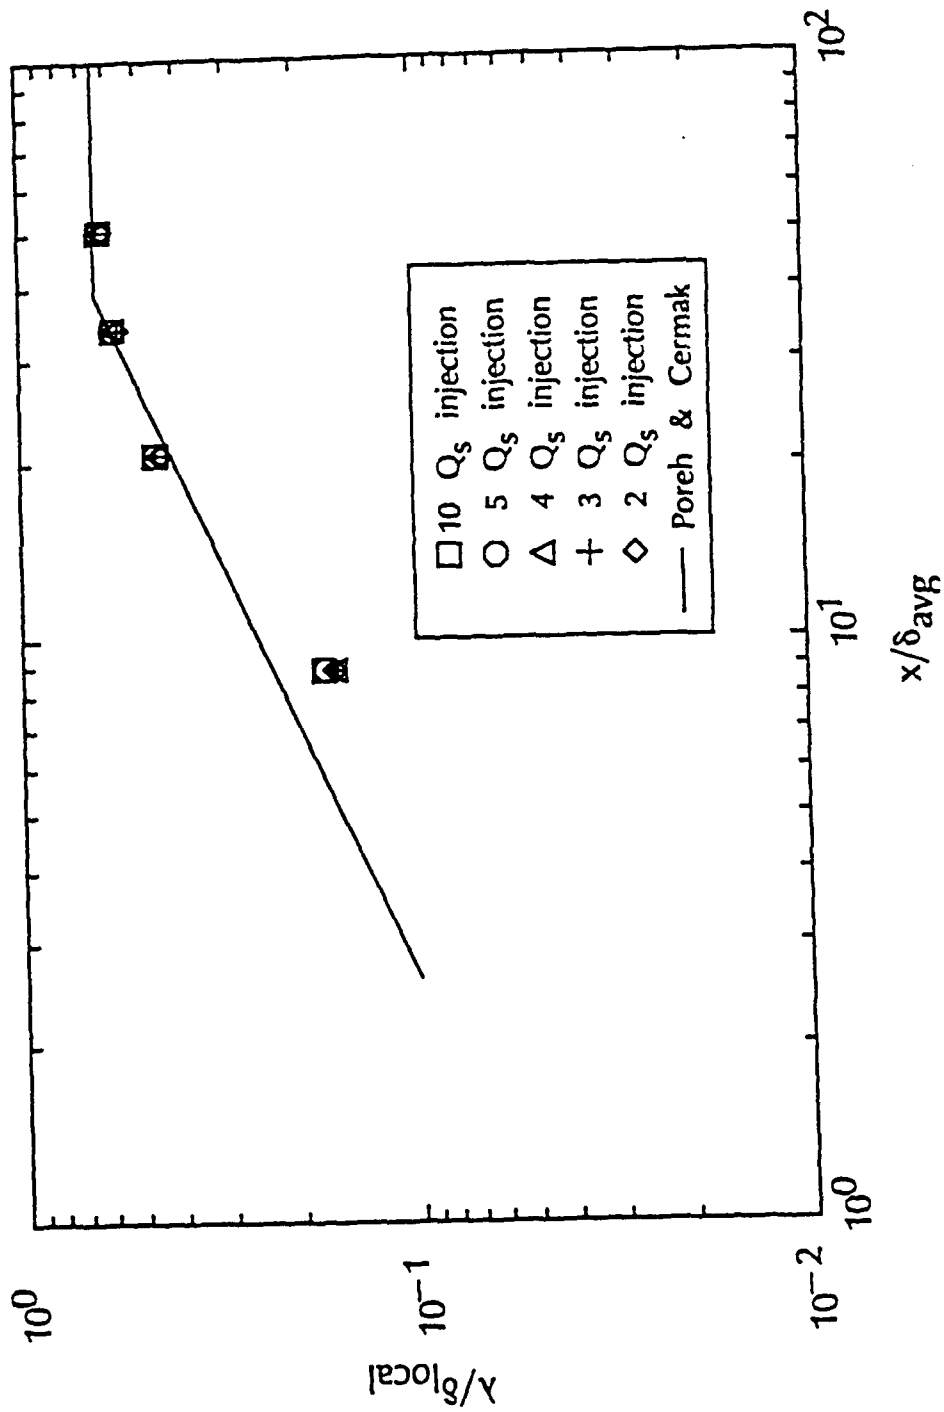 10⁰
10⁻¹
10⁻²
λ/δlocal
10⁰
10¹
10²
x/δavg
10 Qs injection
5 Qs injection
4 Qs injection
3 Qs injection
2 Qs injection
Poreh & Cermak